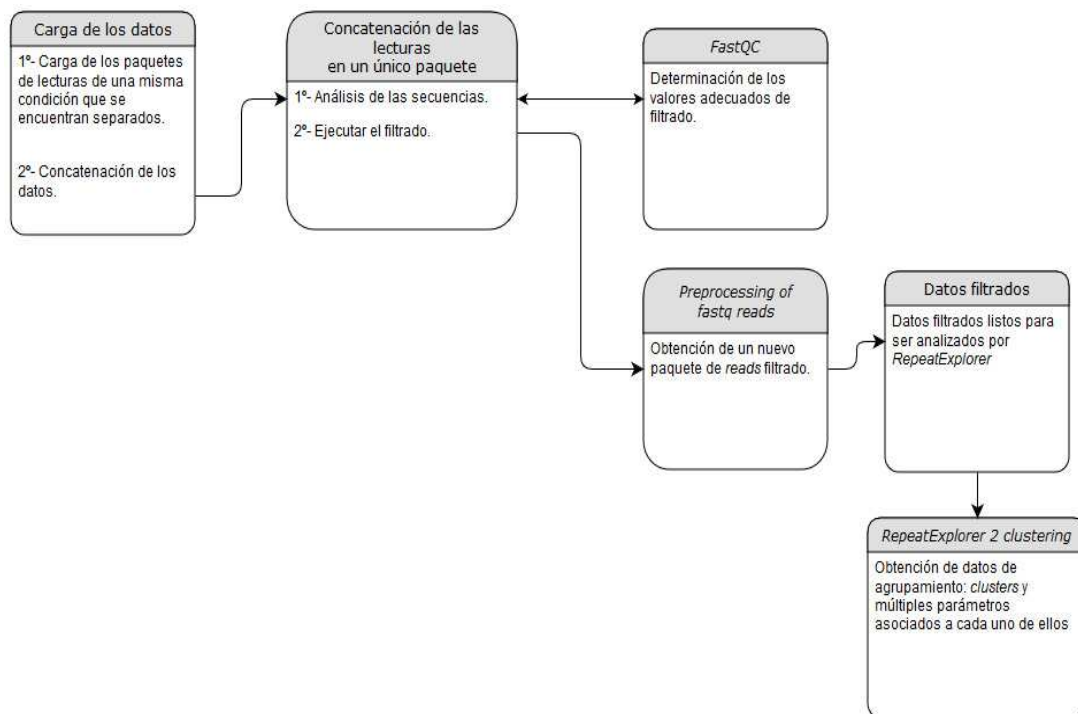 Carga de los datos
1º- Carga de los paquetes
de lecturas de una misma
condición que se
encuentran separados.
2º- Concatenación de los
datos.
Concatenación de las
lecturas
en un único paquete
1º- Análisis de las secuencias.
2º- Ejecutar el filtrado.
FastQC
Determinación de los
valores adecuados de
filtrado.
Preprocessing of
fastq reads
Obtención de un nuevo
paquete de reads filtrado.
Datos filtrados
Datos filtrados listos para
ser analizados por
RepeatExplorer
RepeatExplorer 2 clustering
Obtención de datos de
agrupamiento: clusters y
múltiples parámetros
asociados a cada uno de ellos